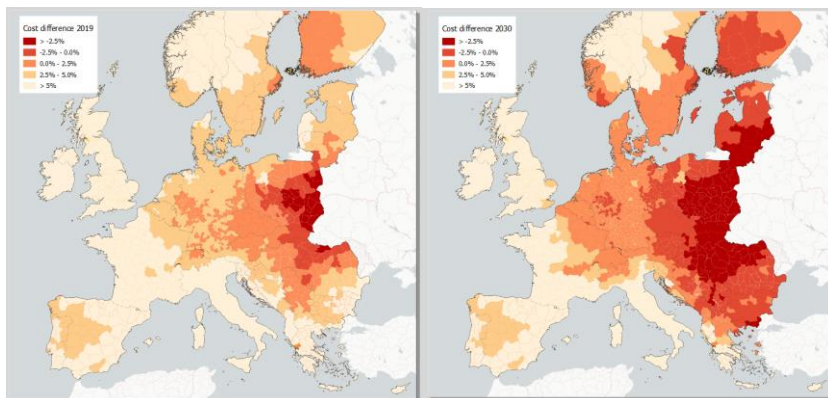 Cost difference 2019
> -2.5%
-2.5% - 0.0%
0.0% - 2.5%
2.5% - 5.0%
> 5%
Cost difference 2030
> -2.5%
-2.5% - 0.0%
0.0% - 2.5%
2.5% - 5.0%
> 5%